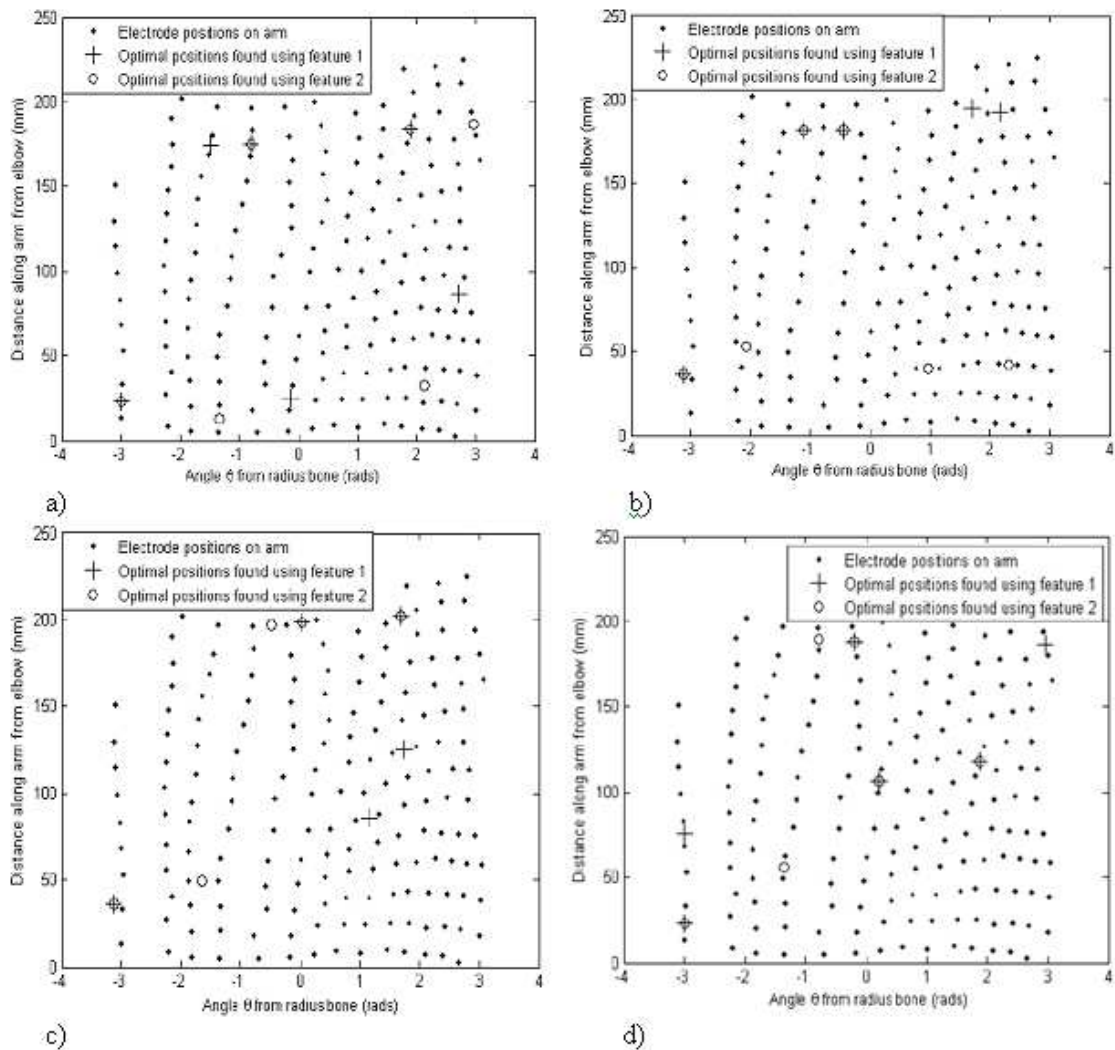 250
200
150
100
50
0
Distance along arm from elbow (mm)
Electrode positions on arm
Optimal positions found using feature 1
Optimal positions found using feature 2
-4 -3 -2 -1 0 1 2 3 4
Angle θ from radius bone (rads)
a)
250
200
150
100
50
0
Distance along arm from elbow (mm)
Electrode positions on arm
Optimal positions found using feature 1
Optimal positions found using feature 2
-4 -3 -2 -1 0 1 2 3 4
Angle θ from radius bone (rads)
b)
250
200
150
100
50
0
Distance along arm from elbow (mm)
Electrode positions on arm
Optimal positions found using feature 1
Optimal positions found using feature 2
-4 -3 -2 -1 0 1 2 3 4
Angle θ from radius bone (rads)
c)
250
200
150
100
50
0
Distance along arm from elbow (mm)
Electrode positions on arm
Optimal positions found using feature 1
Optimal positions found using feature 2
-4 -3 -2 -1 0 1 2 3 4
Angle θ from radius bone (rads)
d)